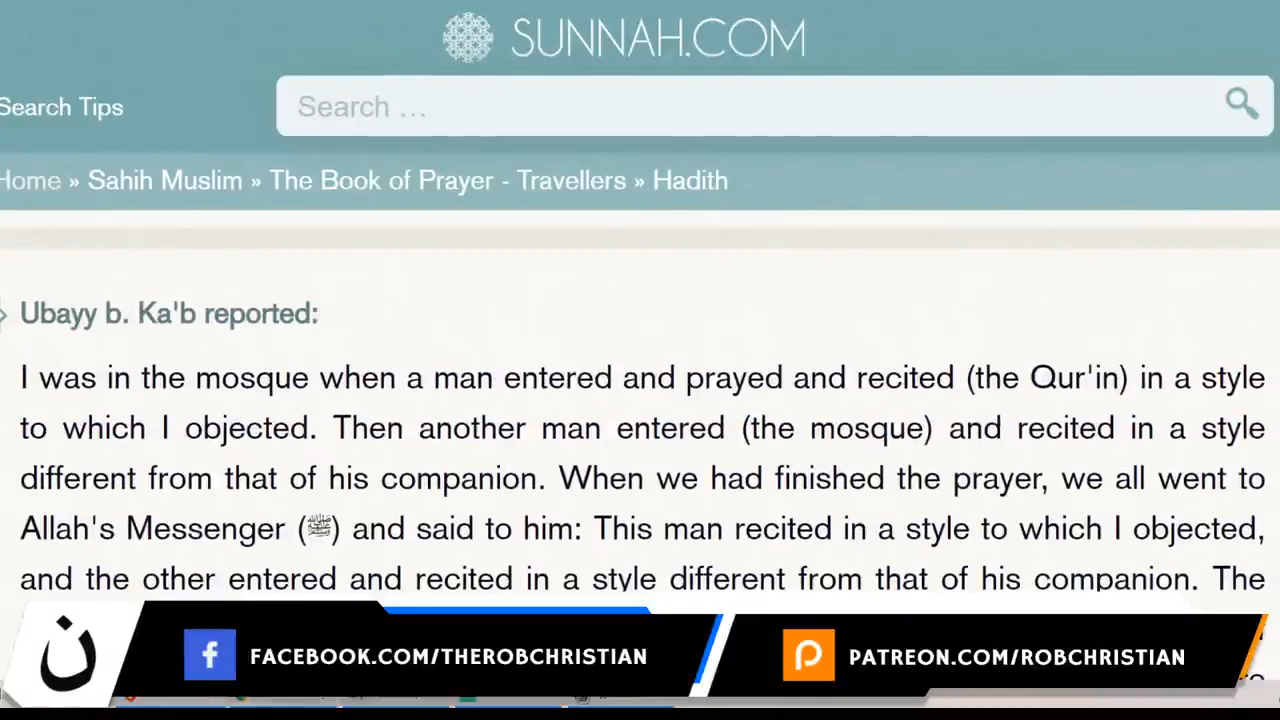 SUNNAH.COM
Search Tips
Search ...
Home » Sahih Muslim » The Book of Prayer - Travellers » Hadith
Ubayy b. Ka'b reported:
I was in the mosque when a man entered and prayed and recited (the Qur'in) in a style
to which I objected. Then another man entered (the mosque) and recited in a style
different from that of his companion. When we had finished the prayer, we all went to
Allah's Messenger (ﷺ) and said to him: This man recited in a style to which I objected,
and the other entered and recited in a style different from that of his companion. The
ن
f FACEBOOK.COM/THEROBCHRISTIAN
PATREON.COM/ROBCHRISTIAN